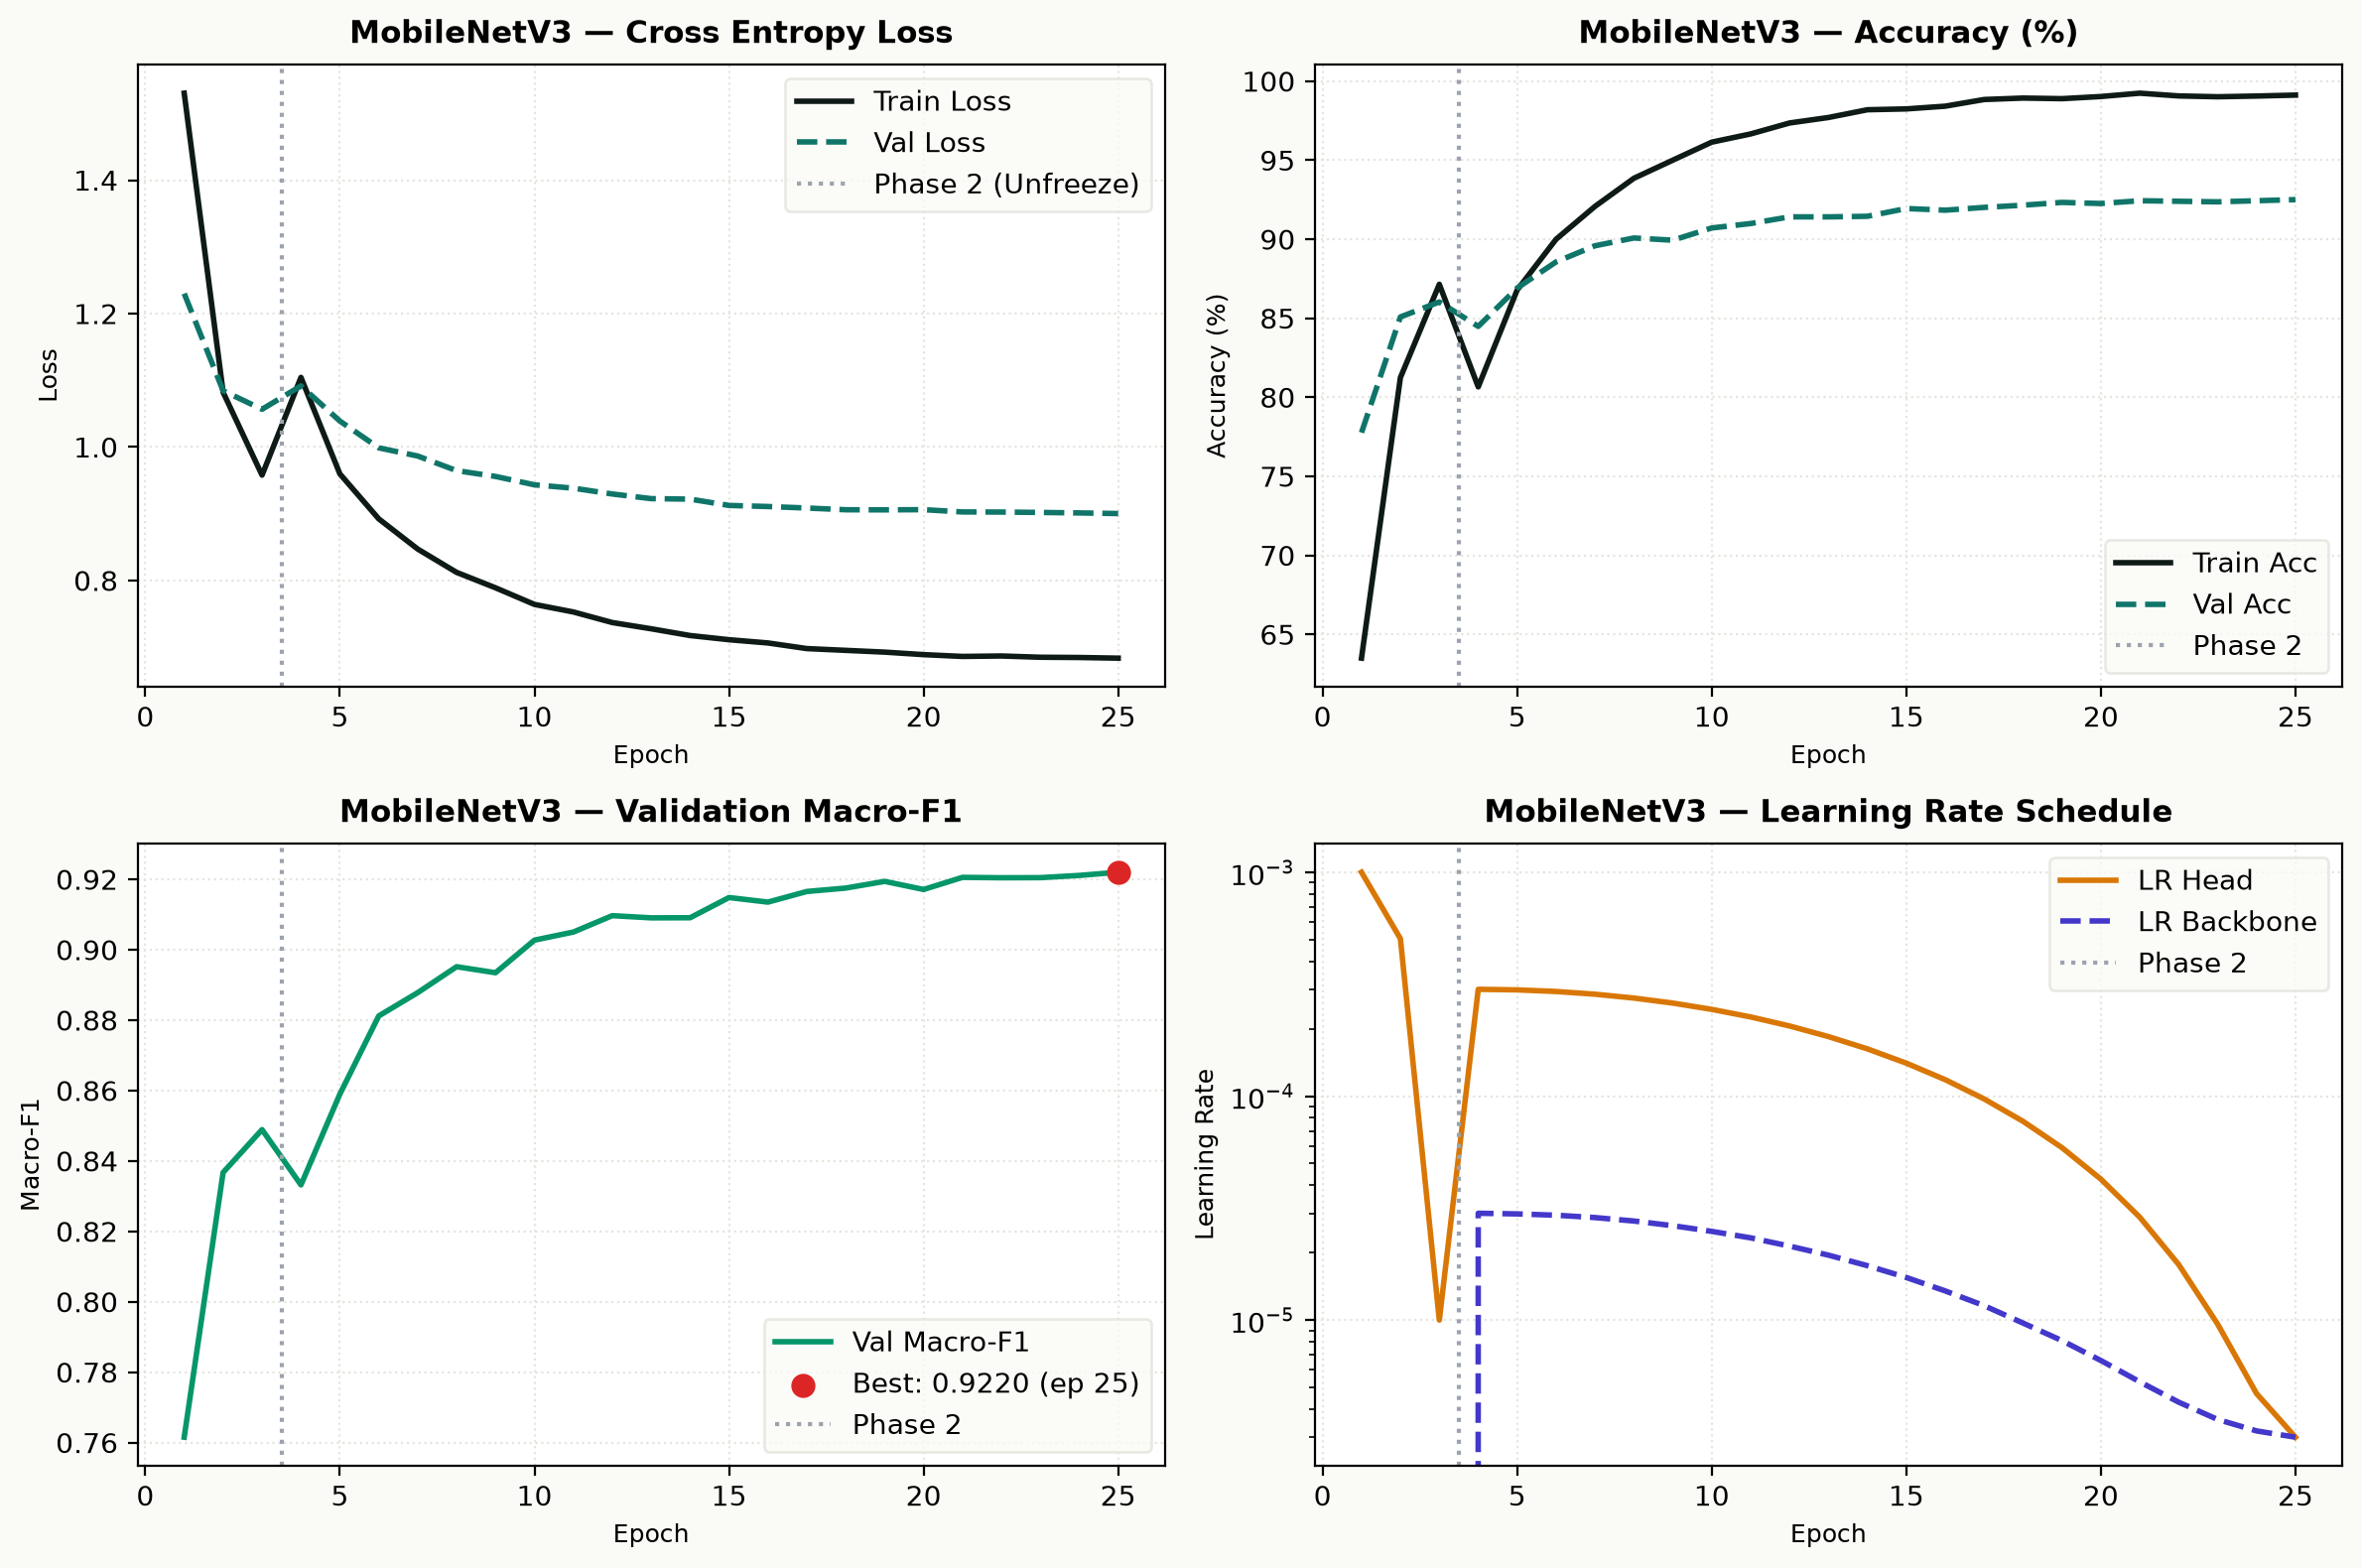 MobileNetV3 — Cross Entropy Loss
Train Loss
Val Loss
Phase 2 (Unfreeze)
1.4
1.2
1.0
0.8
Loss
0 5 10 15 20 25
Epoch
MobileNetV3 — Accuracy (%)
100
95
90
85
80
75
70
65
Accuracy (%)
Train Acc
Val Acc
Phase 2
0 5 10 15 20 25
Epoch
MobileNetV3 — Validation Macro-F1
0.92
0.90
0.88
0.86
0.84
0.82
0.80
0.78
0.76
Macro-F1
Val Macro-F1
Best: 0.9220 (ep 25)
Phase 2
0 5 10 15 20 25
Epoch
MobileNetV3 — Learning Rate Schedule
LR Head
LR Backbone
Phase 2
10⁻³
10⁻⁴
10⁻⁵
Learning Rate
0 5 10 15 20 25
Epoch